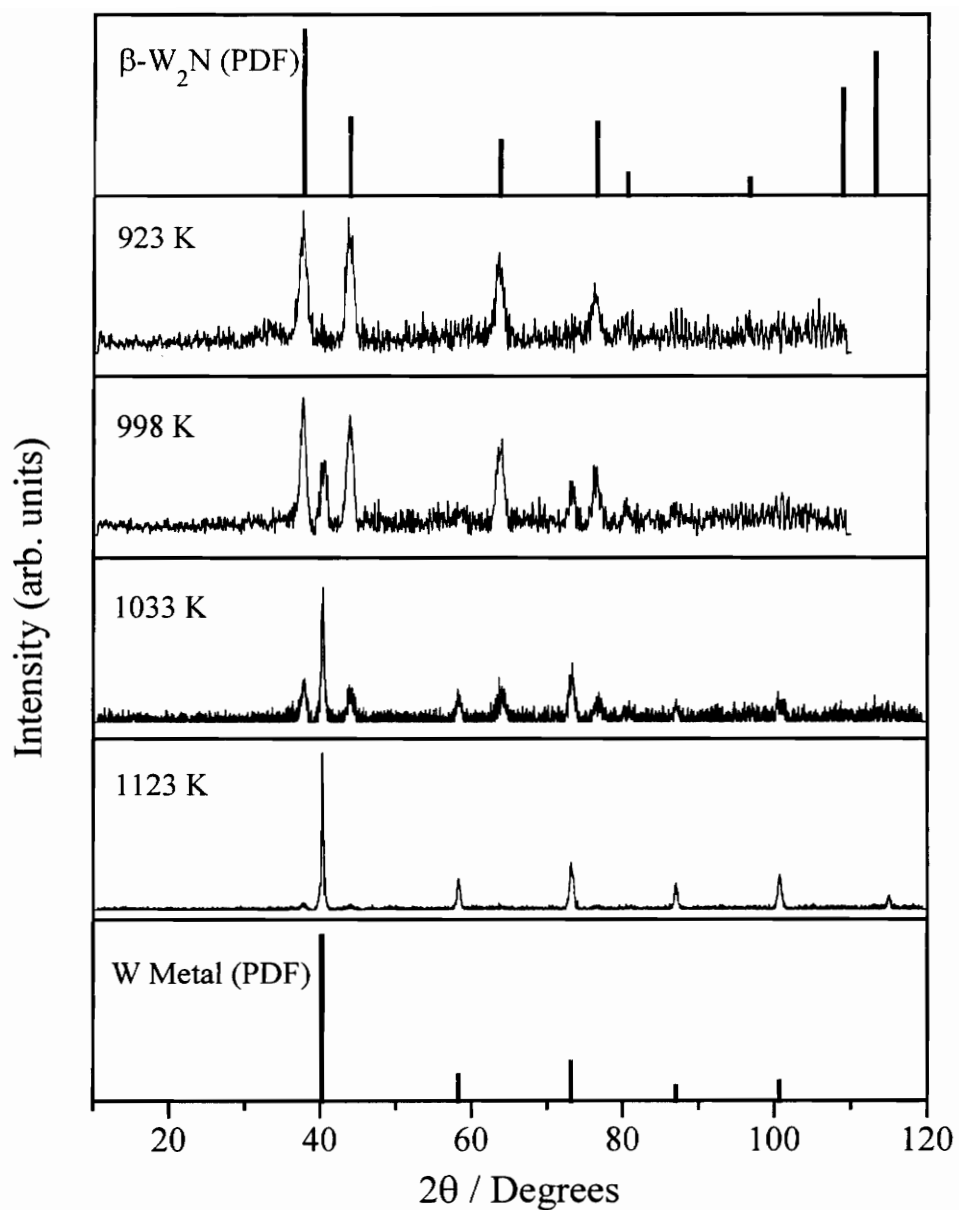 β-W₂N (PDF)
923 K
998 K
1033 K
1123 K
W Metal (PDF)
Intensity (arb. units)
20 40 60 80 100 120
2θ / Degrees